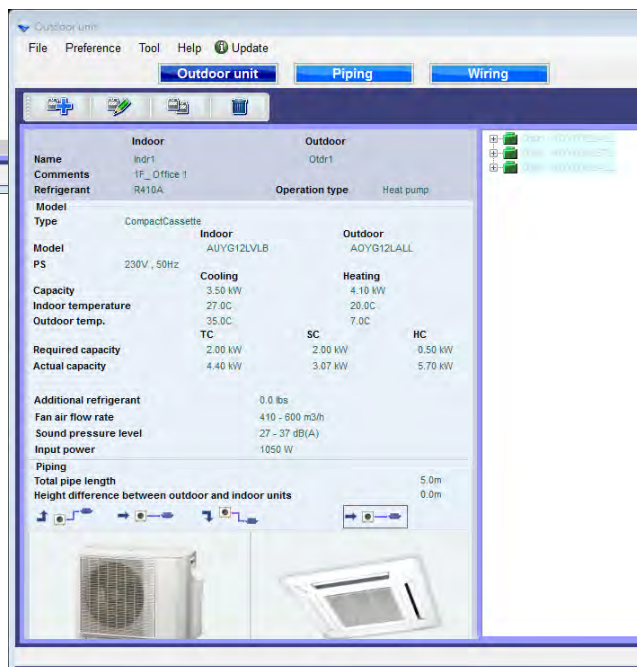 Outdoor unit
File Preference Tool Help Update
Outdoor unit Piping Wiring
Indoor Outdoor
Name Indr1 Otdr1
Comments 1F_ Office 1
Refrigerant R410A Operation type Heat pump
Model
Type CompactCassette
Indoor Outdoor
Model AUYG12LVLB AOYG12LALL
PS 230V , 50Hz
Cooling Heating
Capacity 3.50 kW 4.10 kW
Indoor temperature 27.0C 20.0C
Outdoor temp. 35.0C 7.0C
TC SC HC
Required capacity 2.00 kW 2.00 kW 0.50 kW
Actual capacity 4.40 kW 3.07 kW 5.70 kW
Additional refrigerant 0.0 lbs
Fan air flow rate 410 - 600 m3/h
Sound pressure level 27 - 37 dB(A)
Input power 1050 W
Piping
Total pipe length 5.0m
Height difference between outdoor and indoor units 0.0m